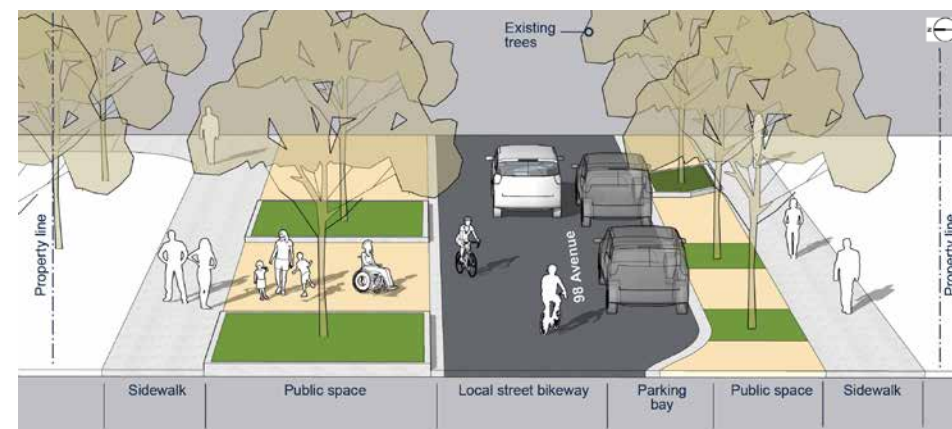 Existing
trees
Property line
98 Avenue
Property line
Sidewalk
Public space
Local street bikeway
Parking
bay
Public space
Sidewalk